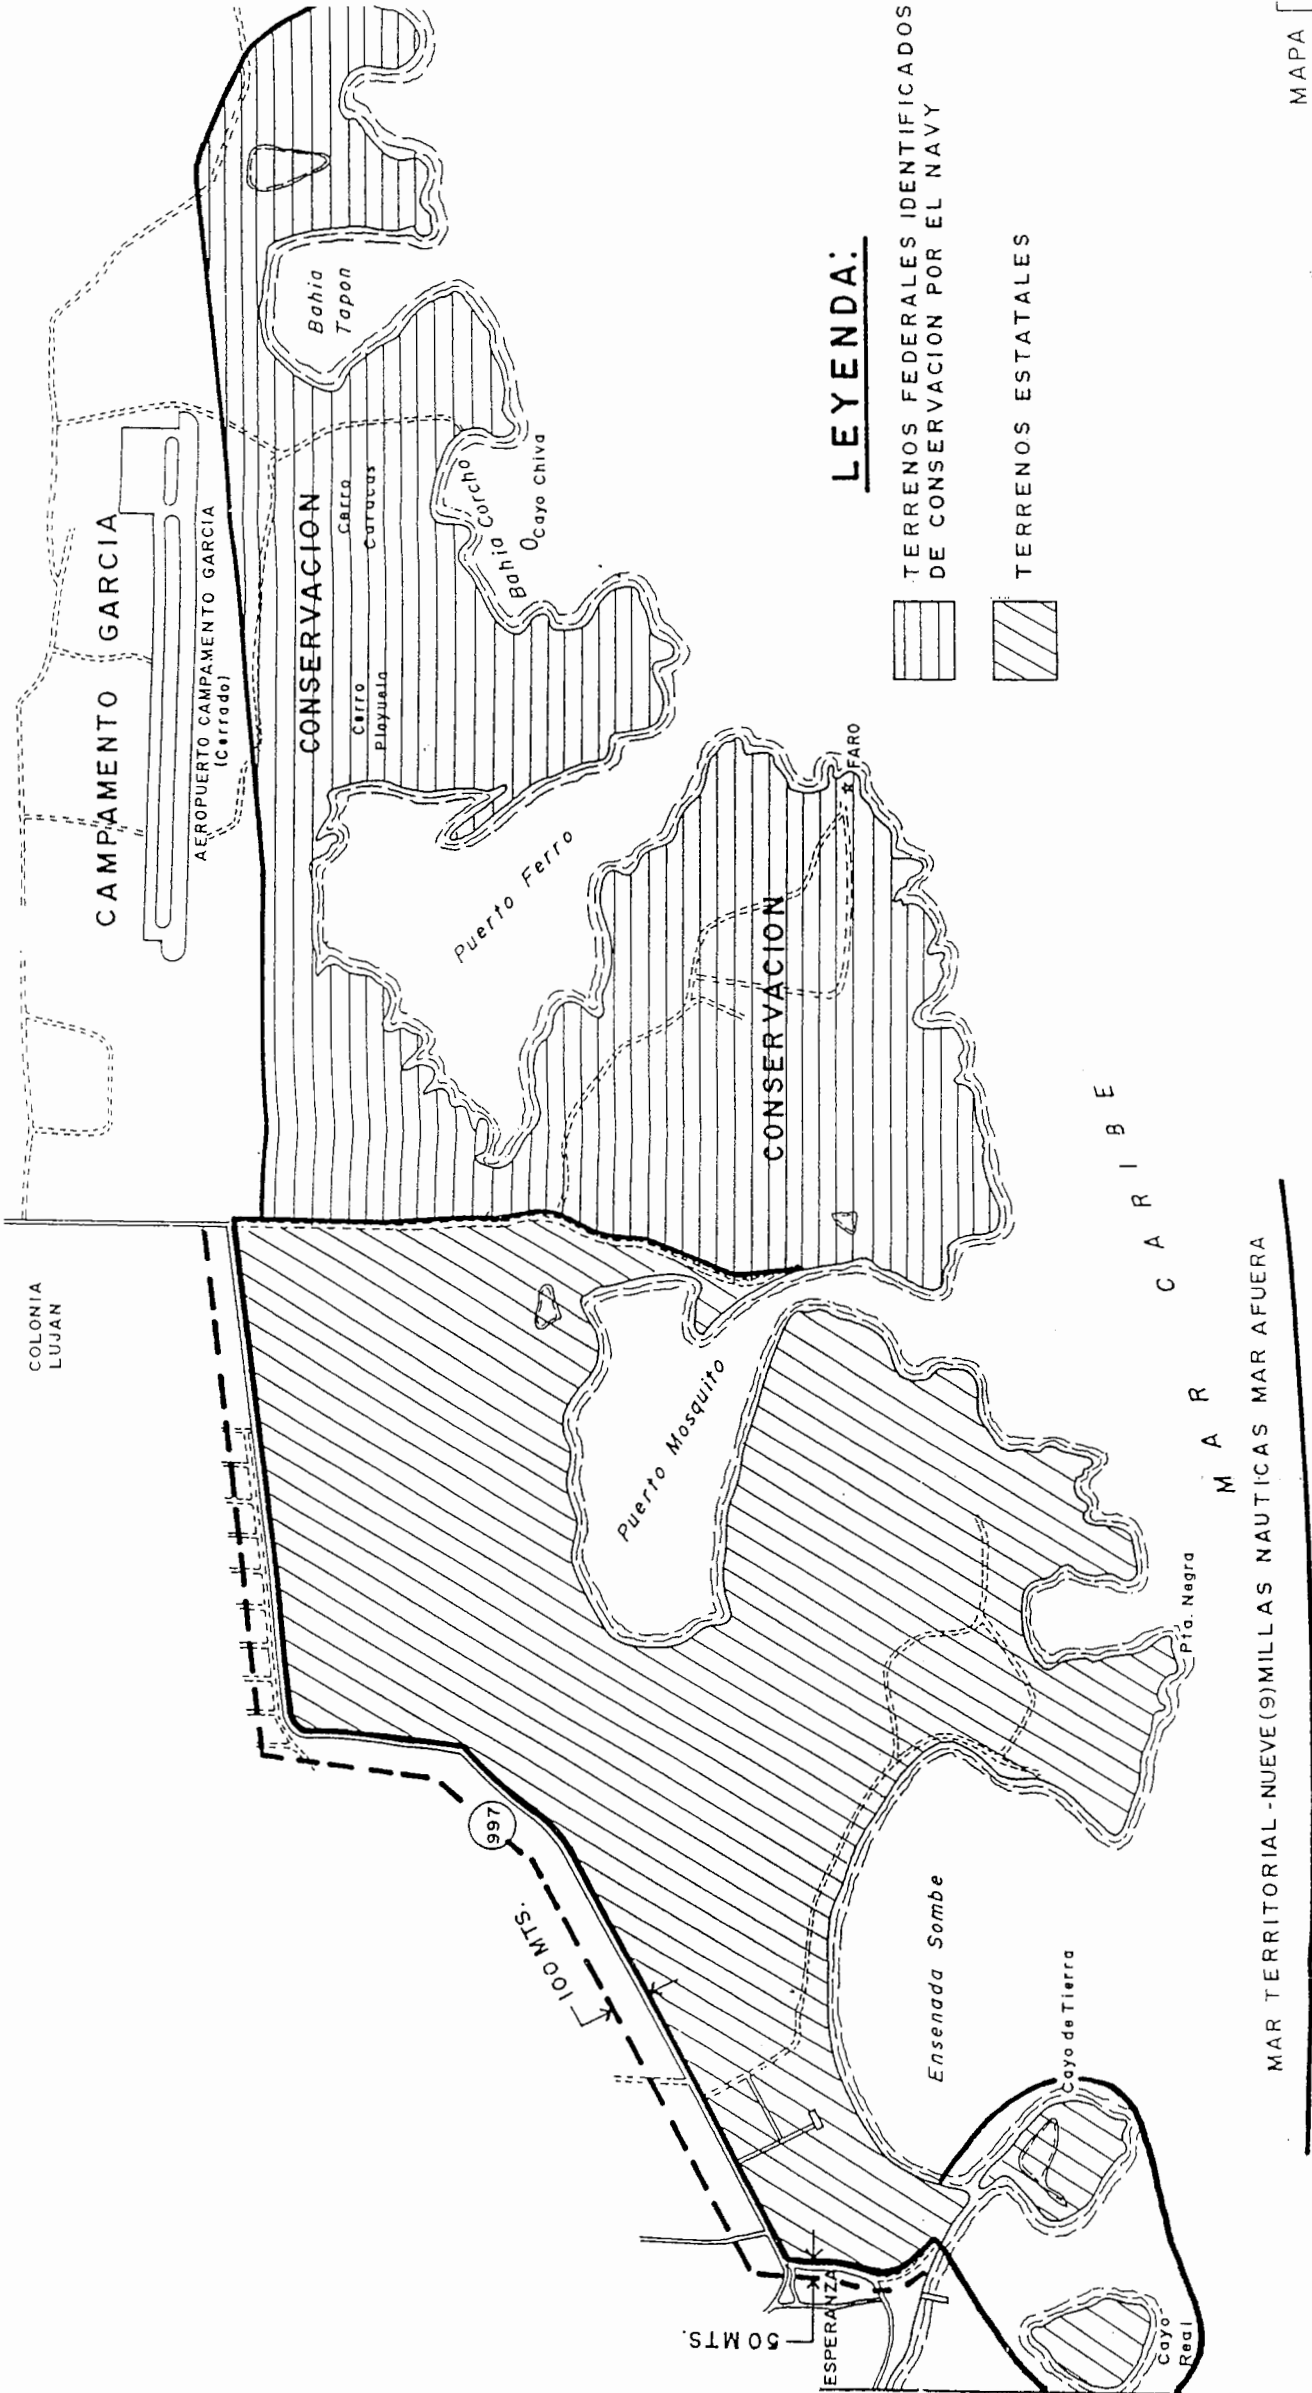 COLONIA
LUJAN
CAMPAMENTO GARCIA
AEROPUERTO CAMPAMENTO GARCIA
(Cerrado)
CONSERVACION
Cerro
Playuela
Cerro
Caracas
Bahia
Tapon
Bahia Corcho
Cayo Chiva
Puerto Ferro
CONSERVACION
FARO
Puerto Mosquito
997
100 MTS.
50 MTS.
ESPERANZA
Ensenada Sombe
Cayo de Tierra
Cayo
Real
Pta. Negra
MAR CARIBE
MAR TERRITORIAL-NUEVE(9)MILLAS NAUTICAS MAR AFUERA
LEYENDA:
TERRENOS FEDERALES IDENTIFICADOS
DE CONSERVACION POR EL NAVY
TERRENOS ESTATALES
MAPA